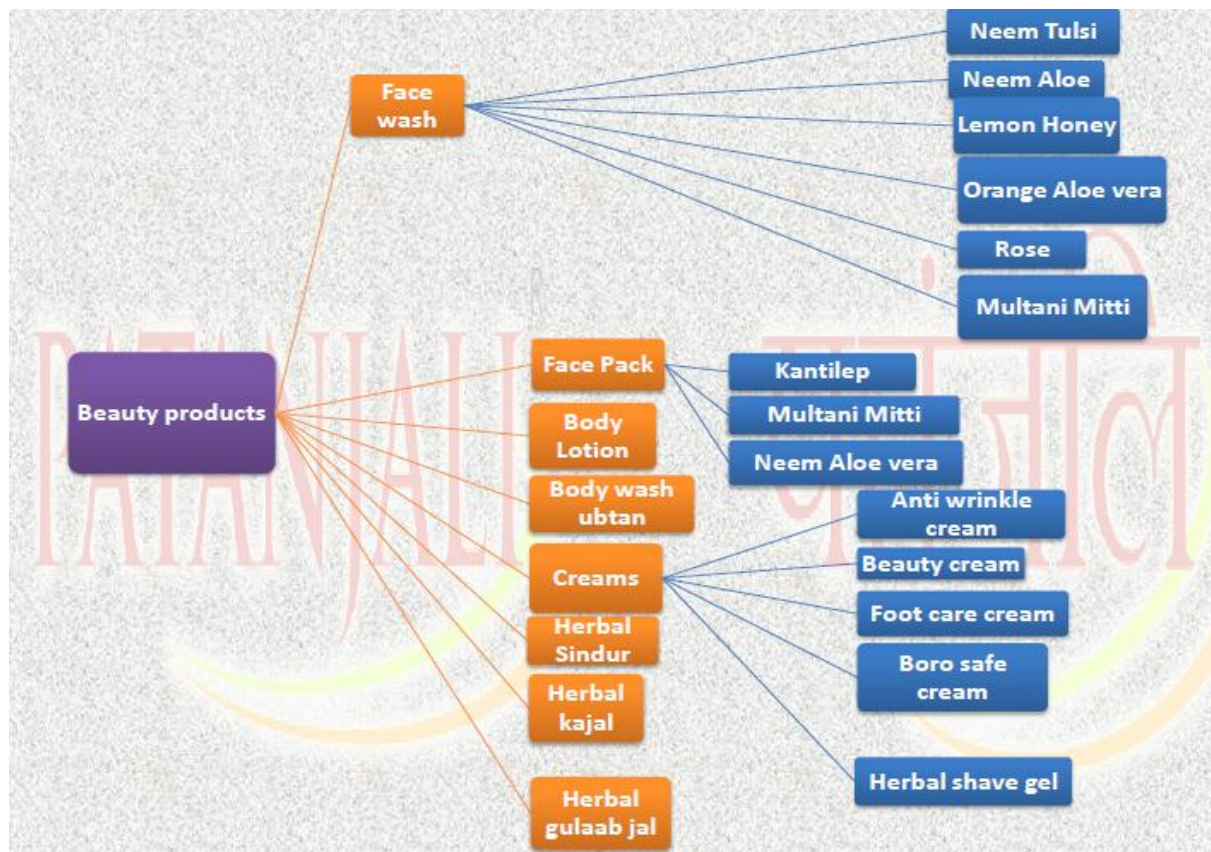 Neem Tulsi
Face
wash
Neem Aloe
Lemon Honey
Orange Aloe vera
Rose
Multani Mitti
Beauty products
Face Pack
Kantilep
Multani Mitti
Neem Aloe vera
Body
Lotion
Body wash
ubtan
Creams
Anti wrinkle
cream
Beauty cream
Foot care cream
Boro safe
cream
Herbal shave gel
Herbal
Sindur
Herbal
kajal
Herbal
gulaab jal
PATANJALI
पतंजलि